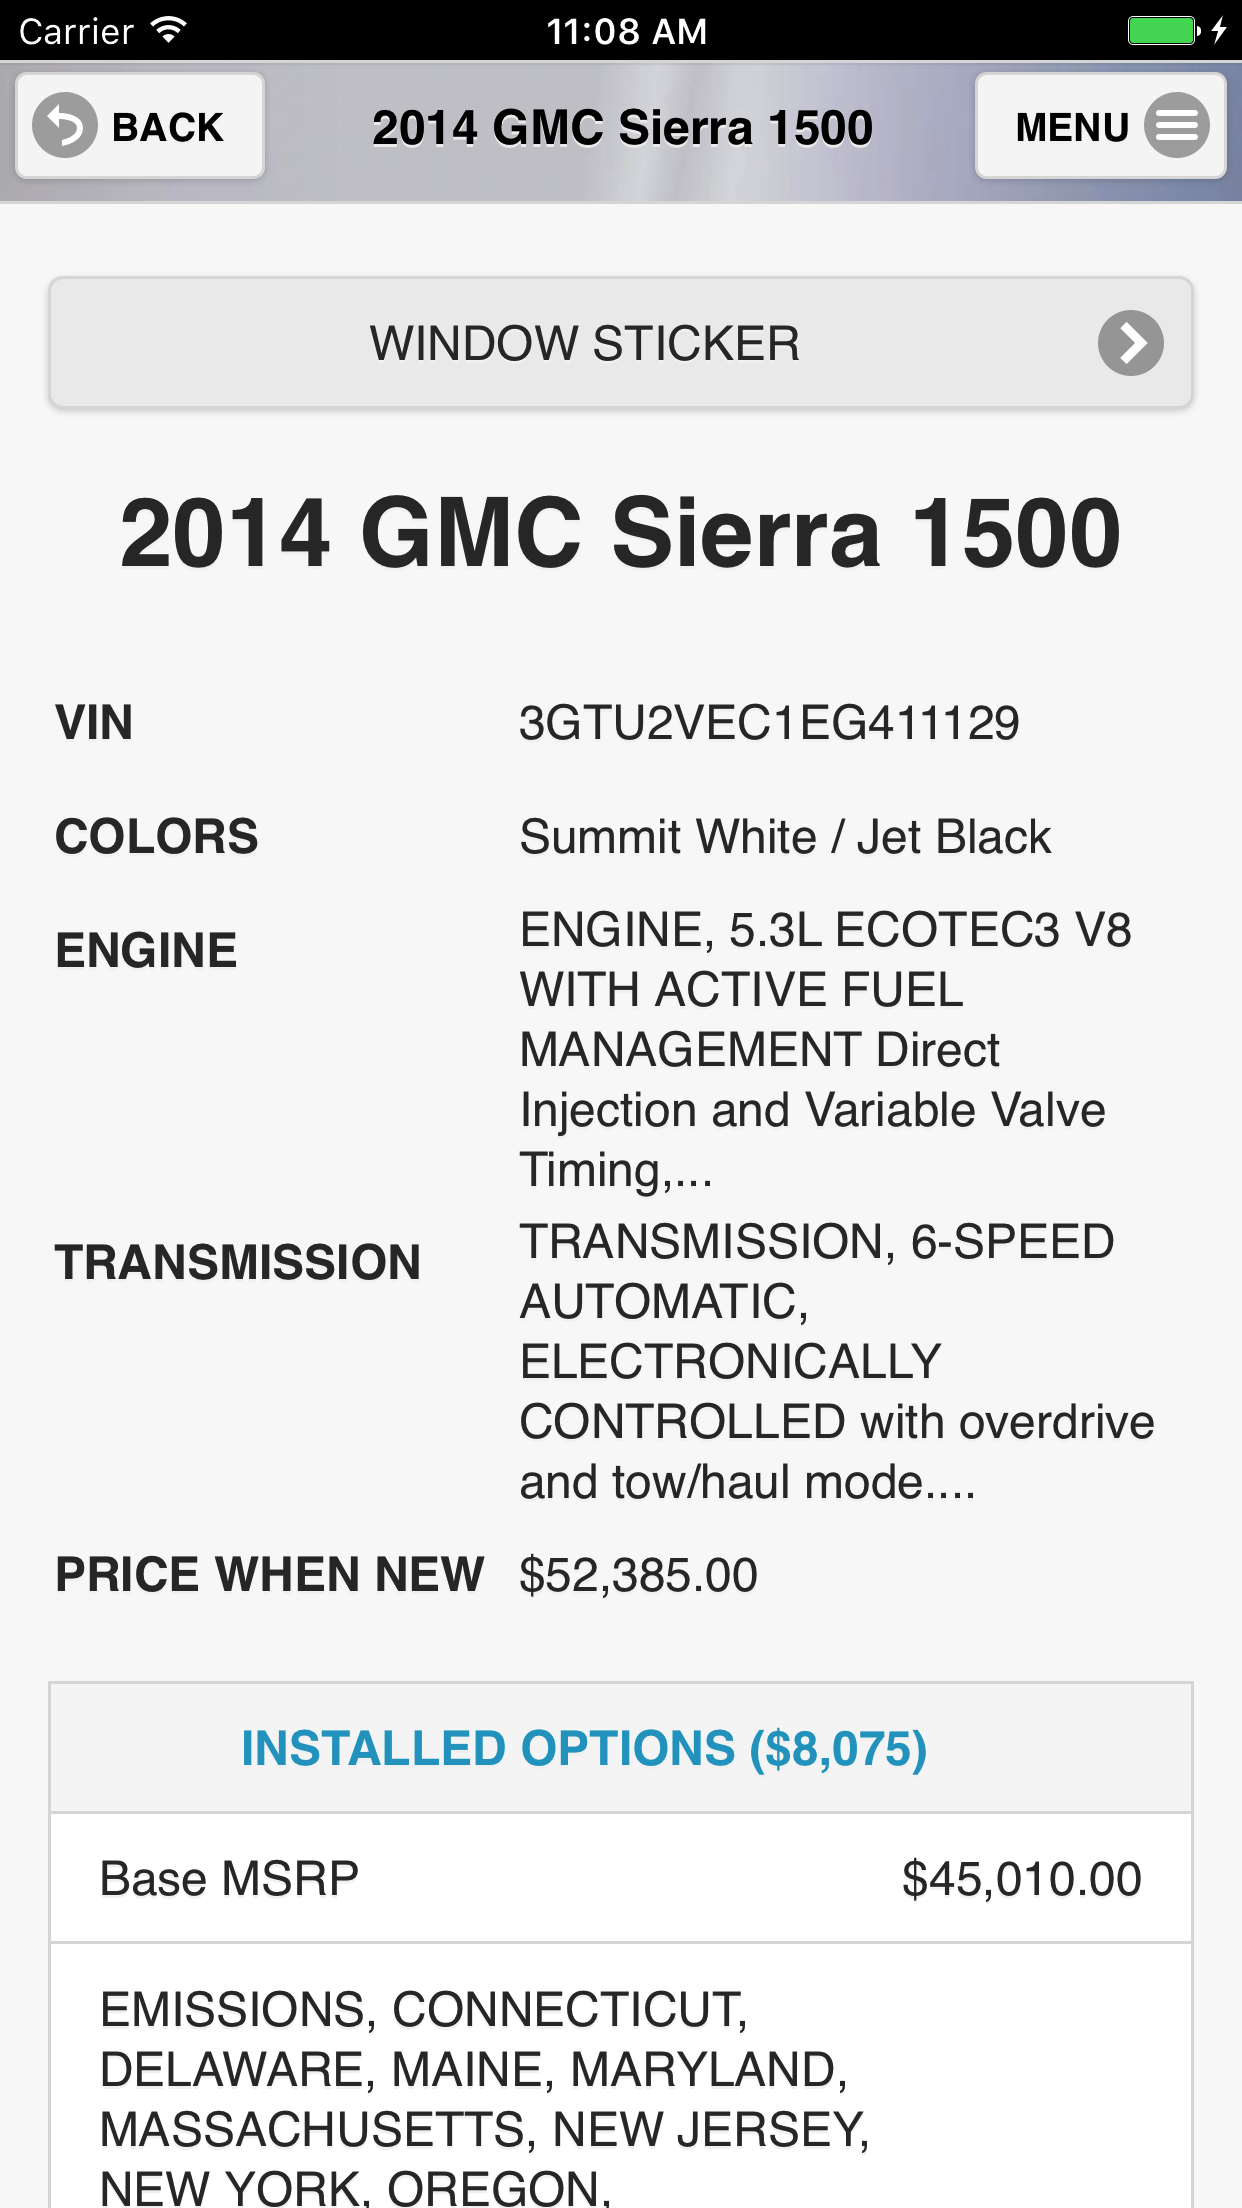 Carrier 11:08 AM
BACK 2014 GMC Sierra 1500 MENU
WINDOW STICKER
2014 GMC Sierra 1500
VIN 3GTU2VEC1EG411129
COLORS Summit White / Jet Black
ENGINE ENGINE, 5.3L ECOTEC3 V8
WITH ACTIVE FUEL
MANAGEMENT Direct
Injection and Variable Valve
Timing,...
TRANSMISSION TRANSMISSION, 6-SPEED
AUTOMATIC,
ELECTRONICALLY
CONTROLLED with overdrive
and tow/haul mode....
PRICE WHEN NEW $52,385.00
INSTALLED OPTIONS ($8,075)
Base MSRP $45,010.00
EMISSIONS, CONNECTICUT,
DELAWARE, MAINE, MARYLAND,
MASSACHUSETTS, NEW JERSEY,
NEW YORK, OREGON,